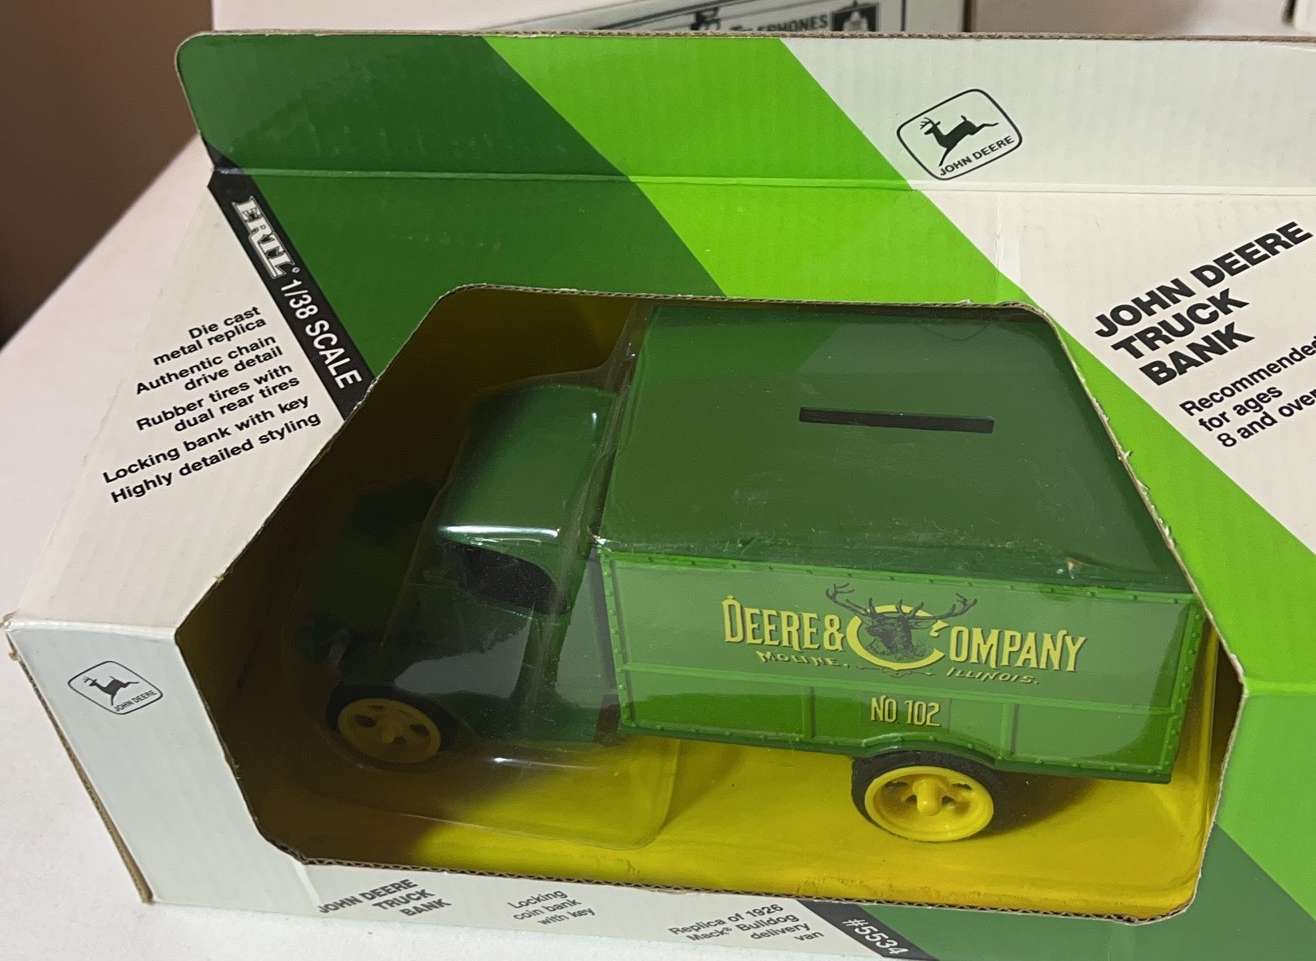 JOHN DEERE
ERTL® 1/38 SCALE
Die cast
metal replica
Authentic chain
drive detail
Rubber tires with
dual rear tires
Locking bank with key
Highly detailed styling
JOHN DEERE
TRUCK
BANK
Recommended
for ages
8 and over
DEERE & COMPANY
MOLINE, ILLINOIS.
NO 102
JOHN DEERE
JOHN DEERE
TRUCK
BANK
Locking
coin bank
with key
Replica of 1926
Mack® Bulldog
delivery
van
#5534